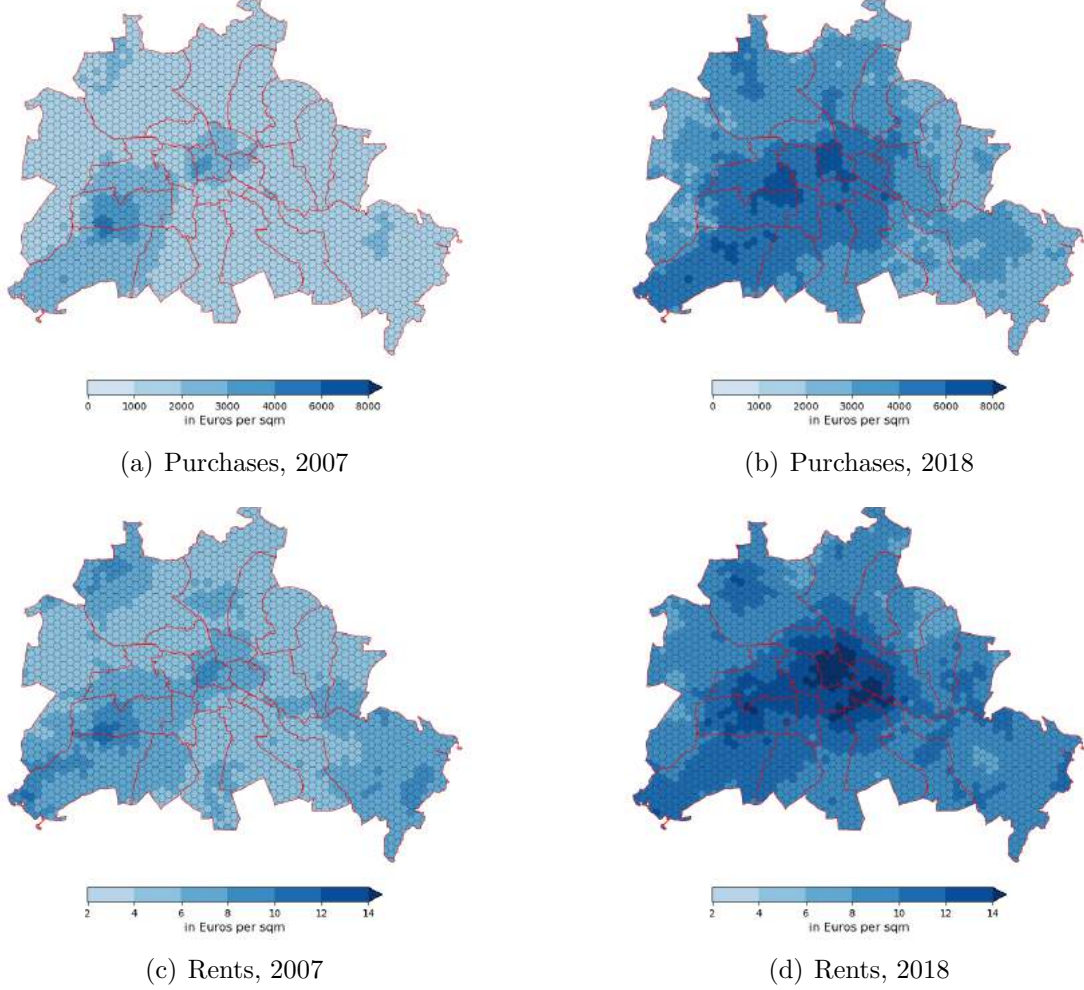 0 1000 2000 3000 4000 6000 8000
in Euros per sqm
(a) Purchases, 2007
0 1000 2000 3000 4000 6000 8000
in Euros per sqm
(b) Purchases, 2018
2 4 6 8 10 12 14
in Euros per sqm
(c) Rents, 2007
2 4 6 8 10 12 14
in Euros per sqm
(d) Rents, 2018